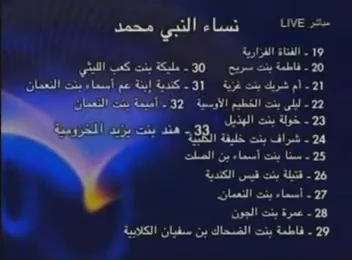 مباشر LIVE
نساء النبي محمد
19 - الفتاة الفزارية
20 - فاطمة بنت سريح
21 - أم شريك بنت غزية
22 - ليلى بنت الخطيم الأوسية
23 - خولة بنت الهذيل
24 - شراف بنت خليفة الكلبية
25 - سنا بنت أسماء بن الصلت
26 - قتيلة بنت قيس الكندية
27 - أسماء بنت النعمان
28 - عمرة بنت الجون
29 - فاطمة بنت الضحاك بن سفيان الكلابية
30 - مليكة بنت كعب الليثي
31 - كندية إبنة عم أسماء بنت النعمان
32 - أميمة بنت النعمان
33 - هند بنت يزيد المخزومية